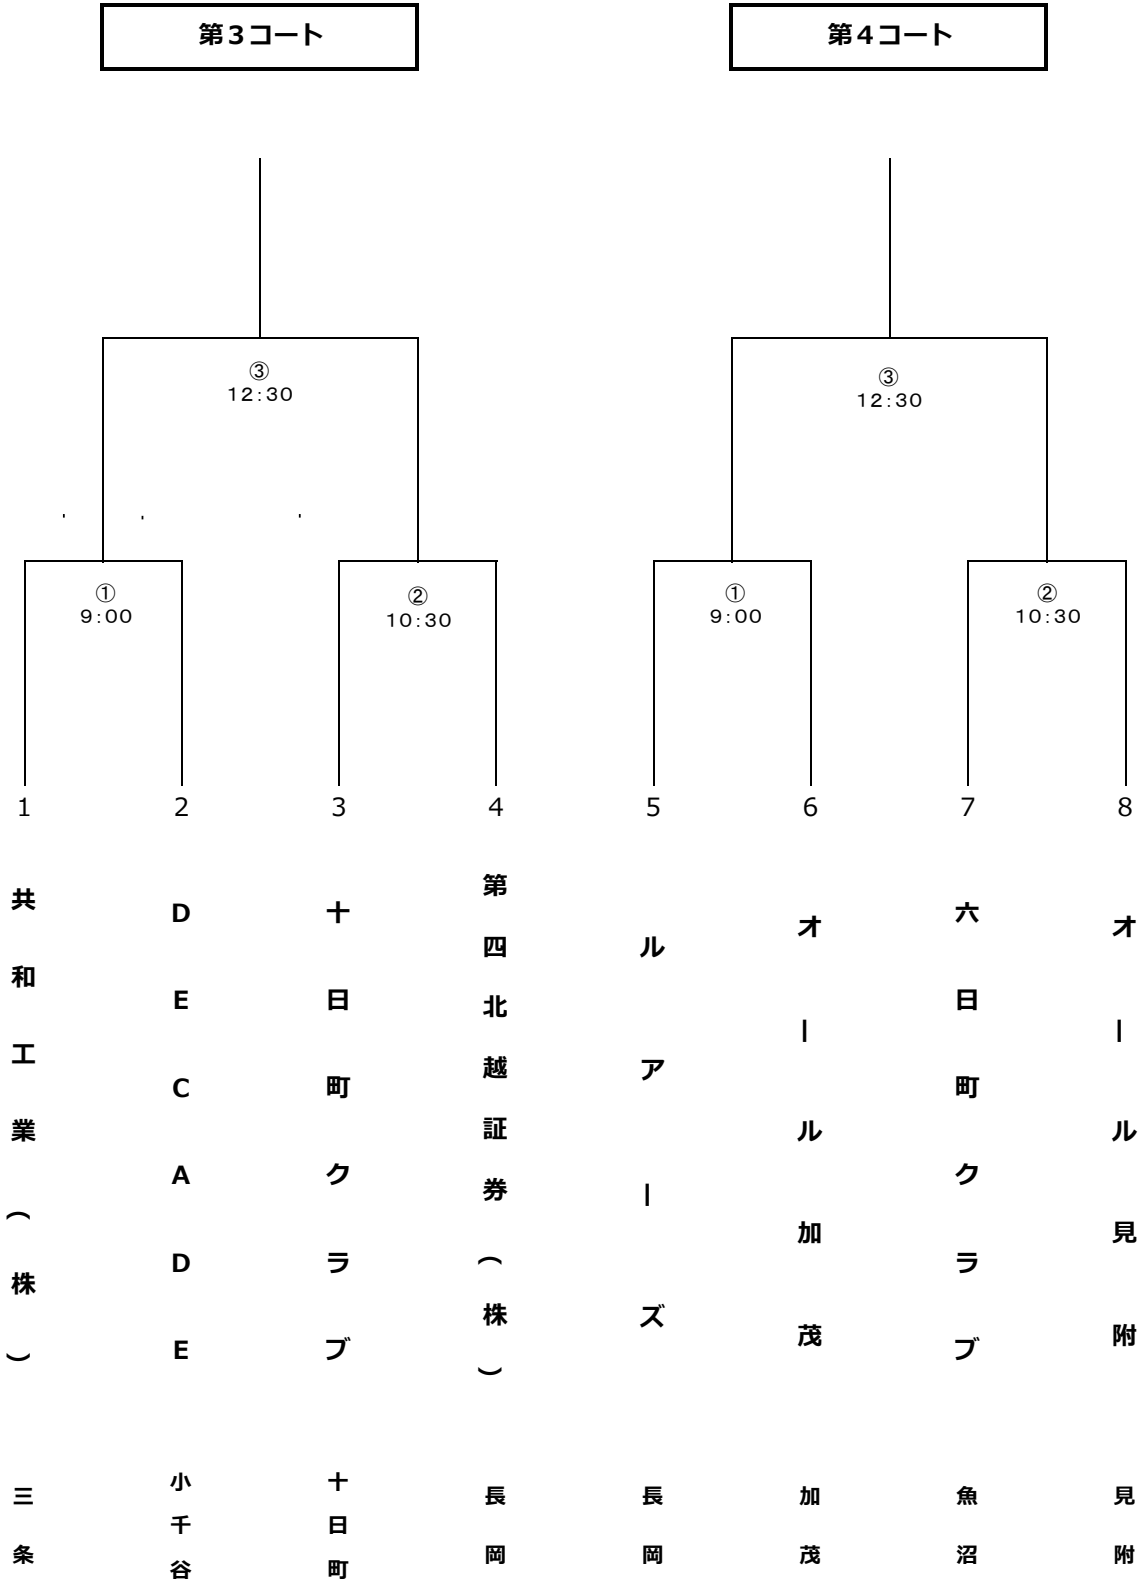 第3コート
第4コート
③
12:30
③
12:30
①
9:00
②
10:30
①
9:00
②
10:30
1
2
3
4
5
6
7
8
共和工業(株)
DECADE
十日町クラブ
第四北越証券(株)
ルアーズ
オール加茂
六日町クラブ
オール見附
三条
小千谷
十日町
長岡
長岡
加茂
魚沼
見附